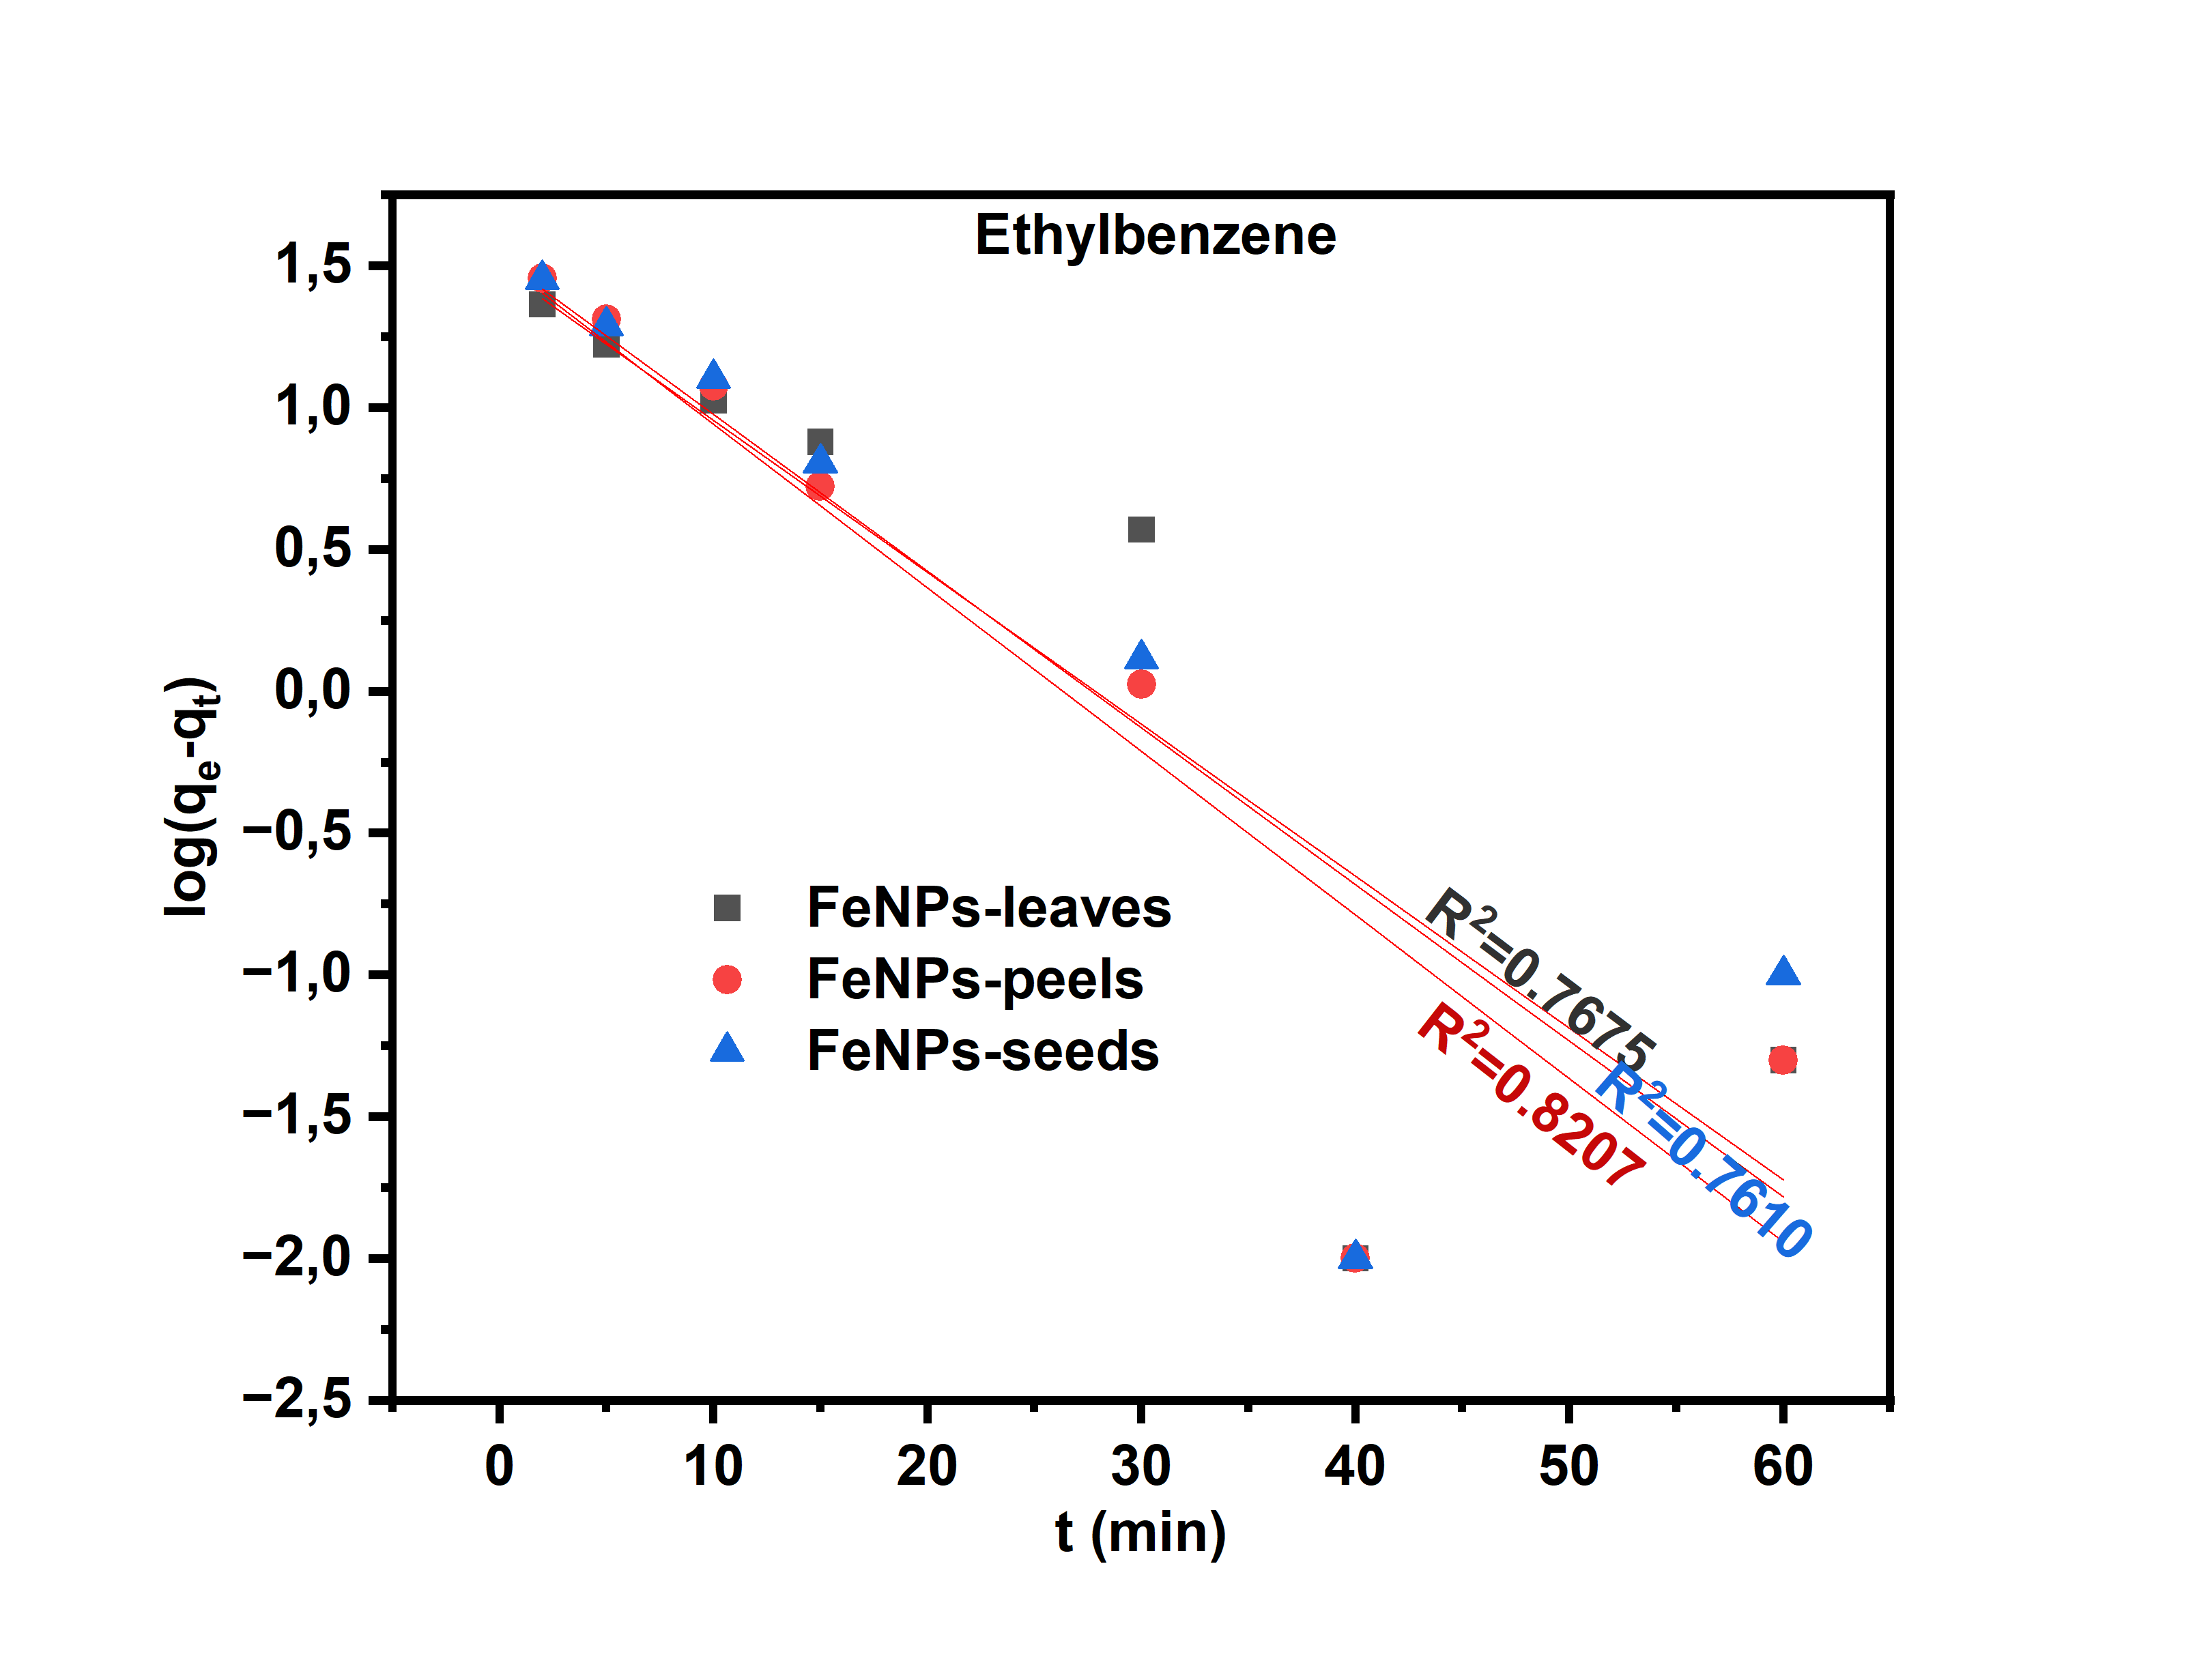 Ethylbenzene
1,5
1,0
0,5
0,0
−0,5
−1,0
−1,5
−2,0
−2,5
log(qe-qt)
FeNPs-leaves
FeNPs-peels
FeNPs-seeds
R2=0.7675
R2=0.8207
R2=0.7610
0 10 20 30 40 50 60
t (min)